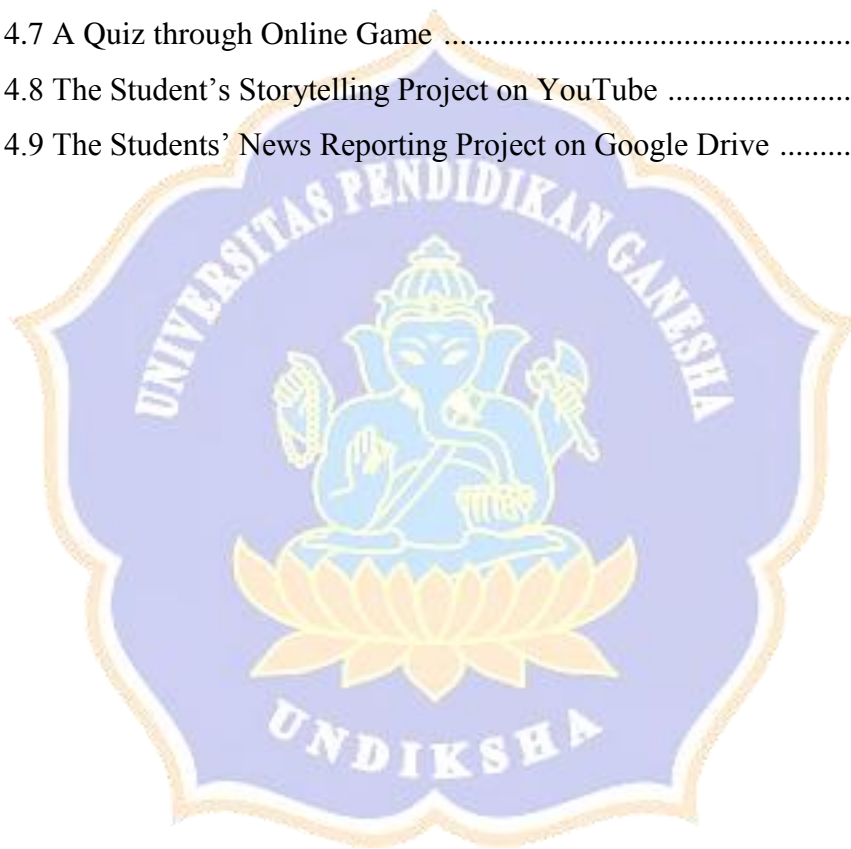 4.7 A Quiz through Online Game ....................................................
4.8 The Student’s Storytelling Project on YouTube .......................
4.9 The Students’ News Reporting Project on Google Drive .........
UNIVERSITAS PENDIDIKAN GANESHA
UNDIKSHA